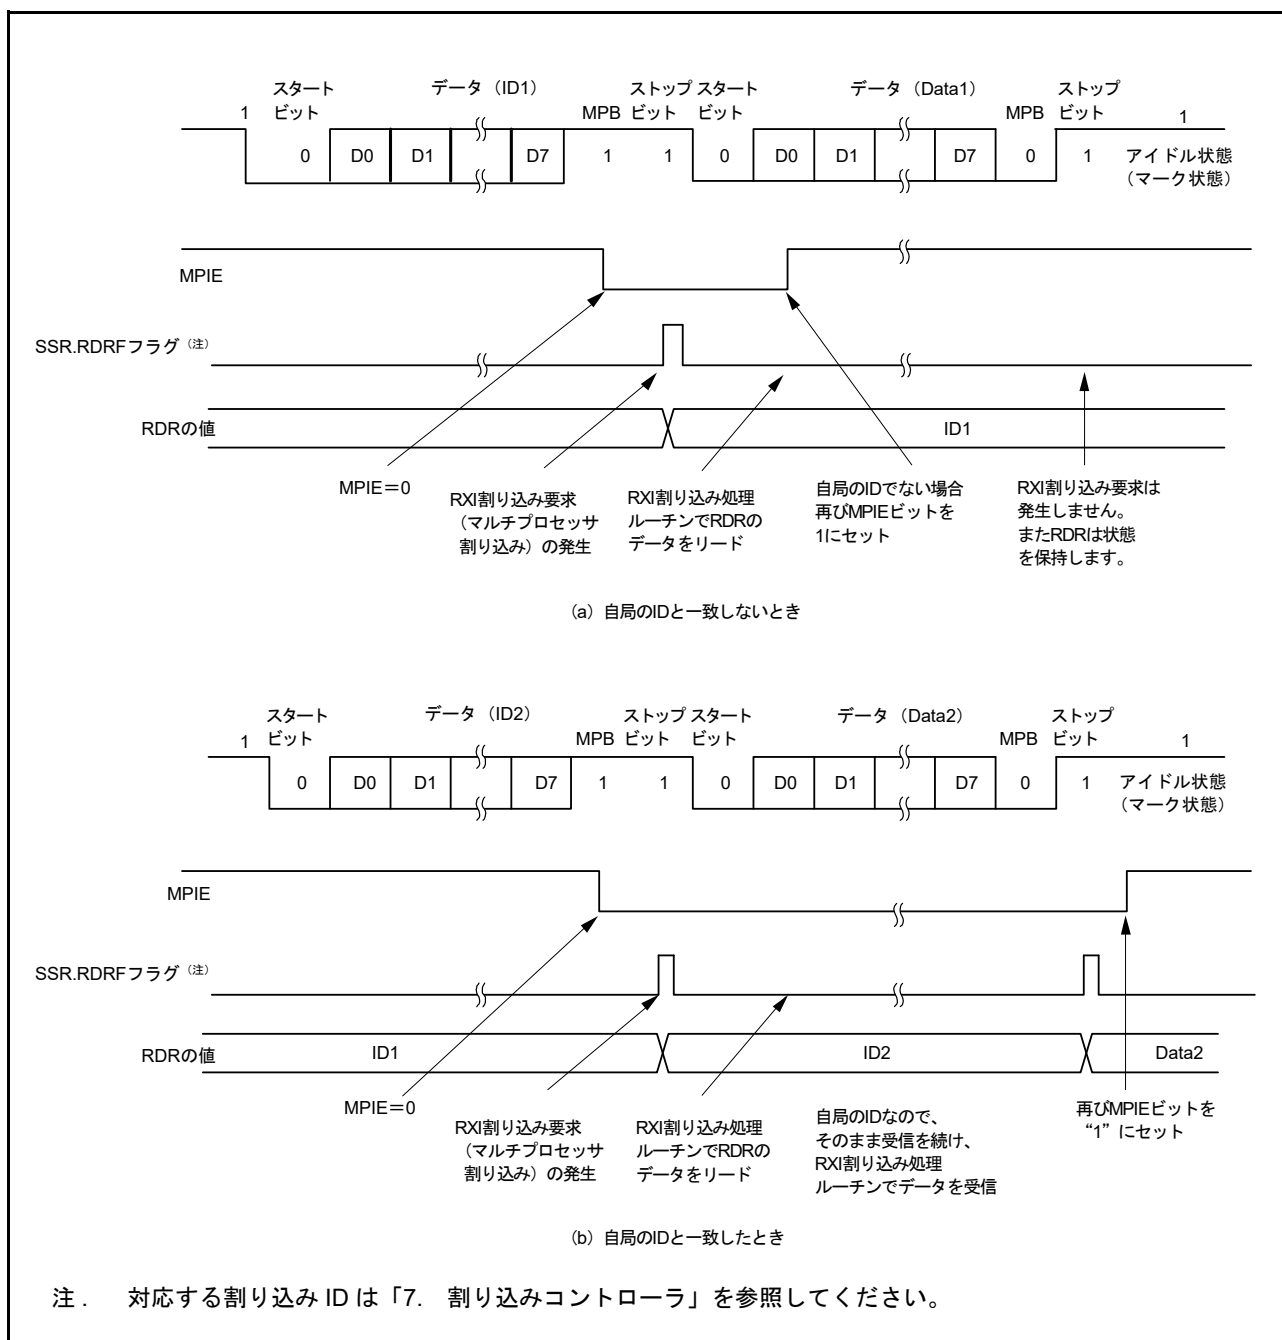 スタート データ（ID1） ストップ スタート データ（Data1） ストップ
1 ビット MPB ビット ビット MPB ビット 1
0 D0 D1 D7 1 1 0 D0 D1 D7 0 1 アイドル状態
（マーク状態）
MPIE
SSR.RDRFフラグ（注）
RDRの値 ID1
MPIE＝0
RXI割り込み要求
（マルチプロセッサ
割り込み）の発生
RXI割り込み処理
ルーチンでRDRの
データをリード
自局のIDでない場合
再びMPIEビットを
1にセット
RXI割り込み要求は
発生しません。
またRDRは状態
を保持します。
（a）自局のIDと一致しないとき
スタート データ（ID2） ストップ スタート データ（Data2） ストップ
1 ビット MPB ビット ビット MPB ビット 1
0 D0 D1 D7 1 1 0 D0 D1 D7 0 1 アイドル状態
（マーク状態）
MPIE
SSR.RDRFフラグ（注）
RDRの値 ID1 ID2 Data2
MPIE＝0
RXI割り込み要求
（マルチプロセッサ
割り込み）の発生
RXI割り込み処理
ルーチンでRDRの
データをリード
自局のIDなので、
そのまま受信を続け、
RXI割り込み処理
ルーチンでデータを受信
再びMPIEビットを
“1”にセット
（b）自局のIDと一致したとき
注． 対応する割り込み ID は「7. 割り込みコントローラ」を参照してください。